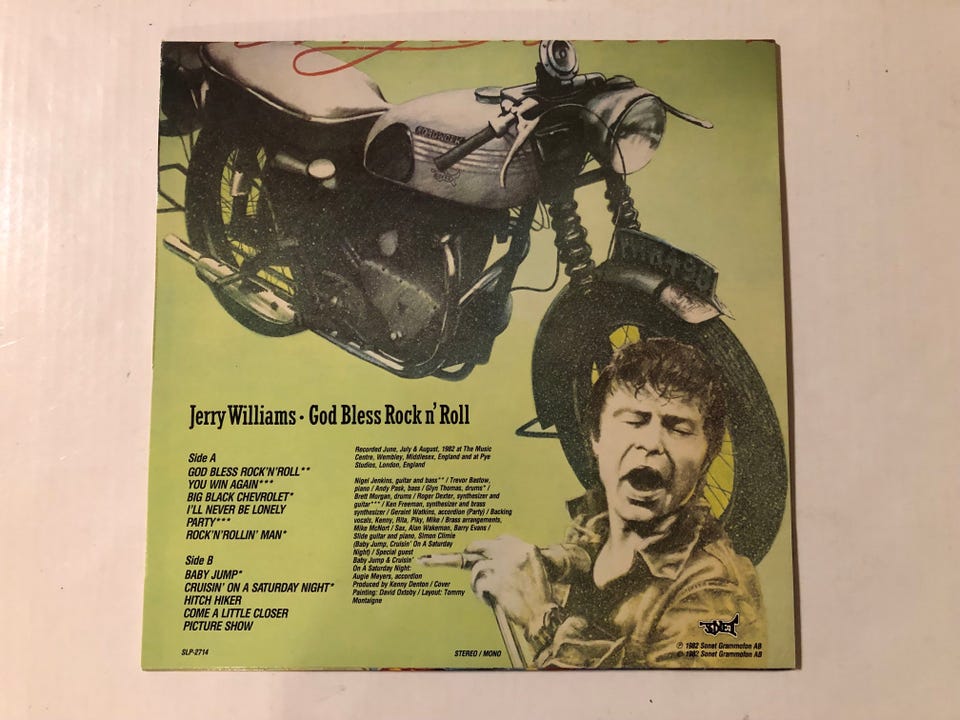 HRK498
Jerry Williams · God Bless Rock n' Roll
Side A
GOD BLESS ROCK'N'ROLL**
YOU WIN AGAIN***
BIG BLACK CHEVROLET*
I'LL NEVER BE LONELY
PARTY***
ROCK'N'ROLLIN' MAN*
Side B
BABY JUMP*
CRUISIN' ON A SATURDAY NIGHT*
HITCH HIKER
COME A LITTLE CLOSER
PICTURE SHOW
Recorded June, July & August, 1982 at The Music
Centre, Wembley, Middlesex, England and at Pye
Studios, London, England
Nigel Jenkins, guitar and bass** / Trevor Bastow,
piano / Andy Pask, bass / Glyn Thomas, drums* /
Brett Morgan, drums / Roger Dexter, synthesizer and
guitar*** / Ken Freeman, synthesizer and brass
synthesizer / Geraint Watkins, accordion (Party) / Backing
vocals, Kenny, Rita, Piky, Mike / Brass arrangements,
Mike McNort / Sax, Alan Wakeman, Barry Evans /
Slide guitar and piano, Simon Climie
(Baby Jump, Cruisin' On A Saturday
Night) / Special guest
Baby Jump & Cruisin'
On A Saturday Night:
Augie Meyers, accordion
Produced by Kenny Denton / Cover
Painting: David Oxtoby / Layout: Tommy
Montaigne
SONET
SLP-2714
STEREO / MONO
℗ 1982 Sonet Grammofon AB
© 1982 Sonet Grammofon AB